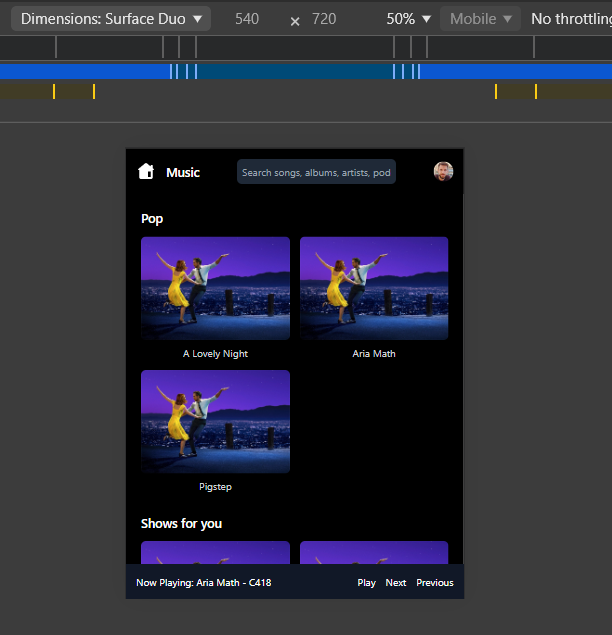 Dimensions: Surface Duo ▼ 540 × 720 50% ▼ Mobile ▼ No throttling
Music Search songs, albums, artists, pod
Pop
A Lovely Night Aria Math
Pigstep
Shows for you
Now Playing: Aria Math - C418 Play Next Previous